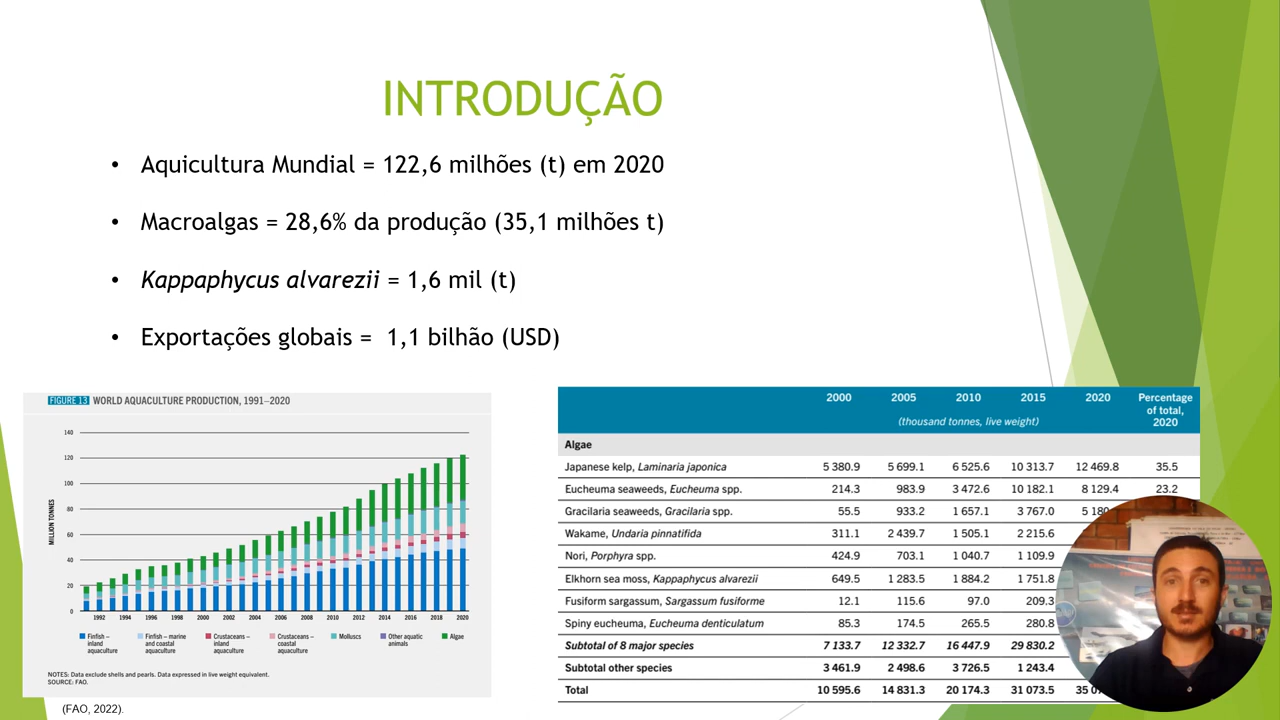 INTRODUÇÃO
• Aquicultura Mundial = 122,6 milhões (t) em 2020
• Macroalgas = 28,6% da produção (35,1 milhões t)
• Kappaphycus alvarezii = 1,6 mil (t)
• Exportações globais = 1,1 bilhão (USD)
FIGURE 13 WORLD AQUACULTURE PRODUCTION, 1991–2020
MILLION TONNES
140
120
100
80
60
40
20
0
1992 1994 1996 1998 2000 2002 2004 2006 2008 2010 2012 2013 2014 2016 2018 2020
Finfish – inland aquaculture
Finfish – marine and coastal aquaculture
Crustaceans – inland aquaculture
Crustaceans – coastal aquaculture
Molluscs
Other aquatic animals
Algae
NOTES: Data exclude shells and pearls. Data expressed in live weight equivalent.
SOURCE: FAO.
(FAO, 2022).
2000 2005 2010 2015 2020 Percentage of total, 2020
(thousand tonnes, live weight)
Algae
Japanese kelp, Laminaria japonica 5 380.9 5 699.1 6 525.6 10 313.7 12 469.8 35.5
Eucheuma seaweeds, Eucheuma spp. 214.3 983.9 3 472.6 10 182.1 8 129.4 23.2
Gracilaria seaweeds, Gracilaria spp. 55.5 933.2 1 657.1 3 767.0 5 180
Wakame, Undaria pinnatifida 311.1 2 439.7 1 505.1 2 215.6
Nori, Porphyra spp. 424.9 703.1 1 040.7 1 109.9
Elkhorn sea moss, Kappaphycus alvarezii 649.5 1 283.5 1 884.2 1 751.8
Fusiform sargassum, Sargassum fusiforme 12.1 115.6 97.0 209.3
Spiny eucheuma, Eucheuma denticulatum 85.3 174.5 265.5 280.8
Subtotal of 8 major species 7 133.7 12 332.7 16 447.9 29 830.2
Subtotal other species 3 461.9 2 498.6 3 726.5 1 243.4
Total 10 595.6 14 831.3 20 174.3 31 073.5